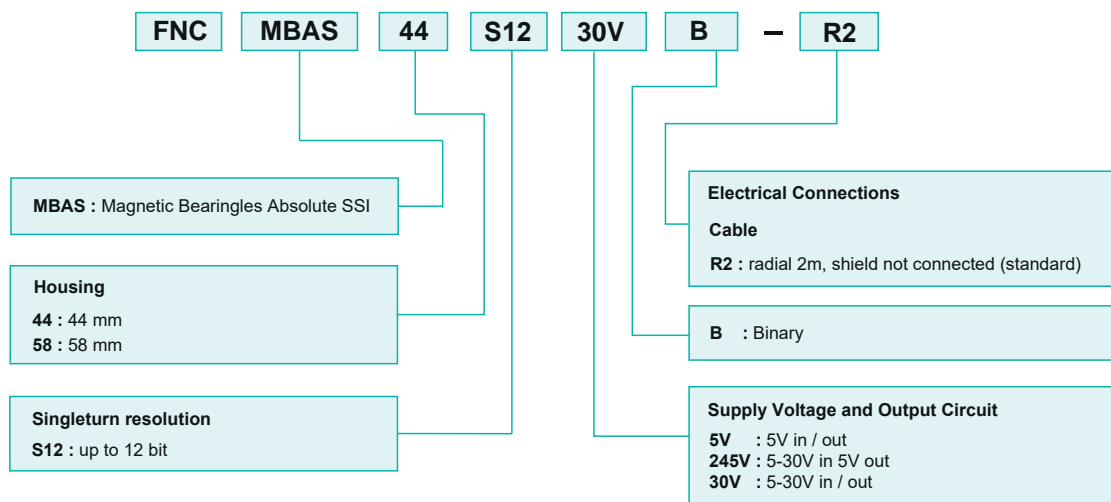 FNC MBAS 44 S12 30V B – R2
MBAS : Magnetic Bearingles Absolute SSI
Housing
44 : 44 mm
58 : 58 mm
Singleturn resolution
S12 : up to 12 bit
Electrical Connections
Cable
R2 : radial 2m, shield not connected (standard)
B : Binary
Supply Voltage and Output Circuit
5V : 5V in / out
245V : 5-30V in 5V out
30V : 5-30V in / out